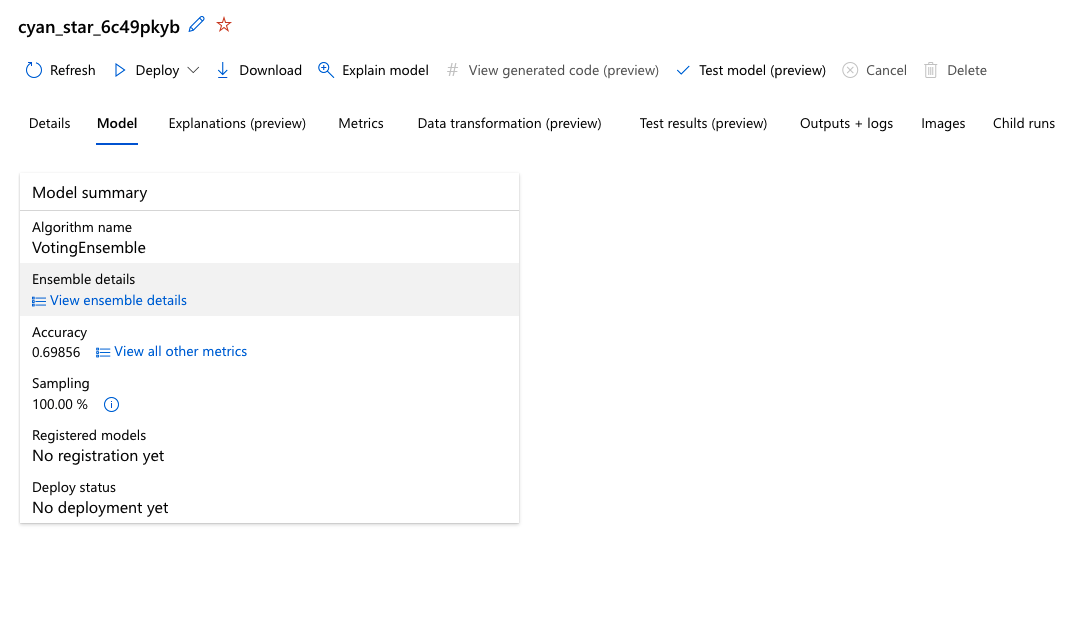 cyan_star_6c49pkyb
Refresh Deploy Download Explain model # View generated code (preview) Test model (preview) Cancel Delete
Details Model Explanations (preview) Metrics Data transformation (preview) Test results (preview) Outputs + logs Images Child runs
Model summary
Algorithm name
VotingEnsemble
Ensemble details
View ensemble details
Accuracy
0.69856 View all other metrics
Sampling
100.00 %
Registered models
No registration yet
Deploy status
No deployment yet